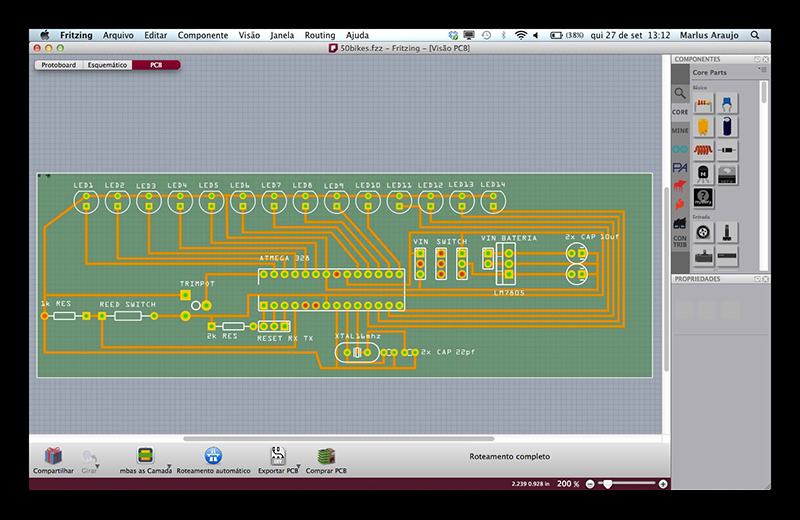 Fritzing Arquivo Editar Componente Visão Janela Routing Ajuda (38%) qui 27 de set 13:12 Marlus Araujo
50bikes.fzz - Fritzing - [Visão PCB]
Protoboard Esquemático PCB
COMPONENTES
Core Parts
Básico
CORE
MINE
CON
TRIB
Entrada
PROPRIEDADES
LED1 LED2 LED3 LED4 LED5 LED6 LED7 LED8 LED9 LED10 LED11 LED12 LED13 LED14
VIN SWITCH VIN BATERIA 2x CAP 10uf
ATMEGA 328
TRIMPOT
LM7805
1k RES REED SWITCH
2k RES RESET RX TX XTAL16mhz
2x CAP 22pf
Compartilhar Girar mbas as Camada Roteamento automático Exportar PCB Comprar PCB
Roteamento completo
2.239 0.928 in 200 %